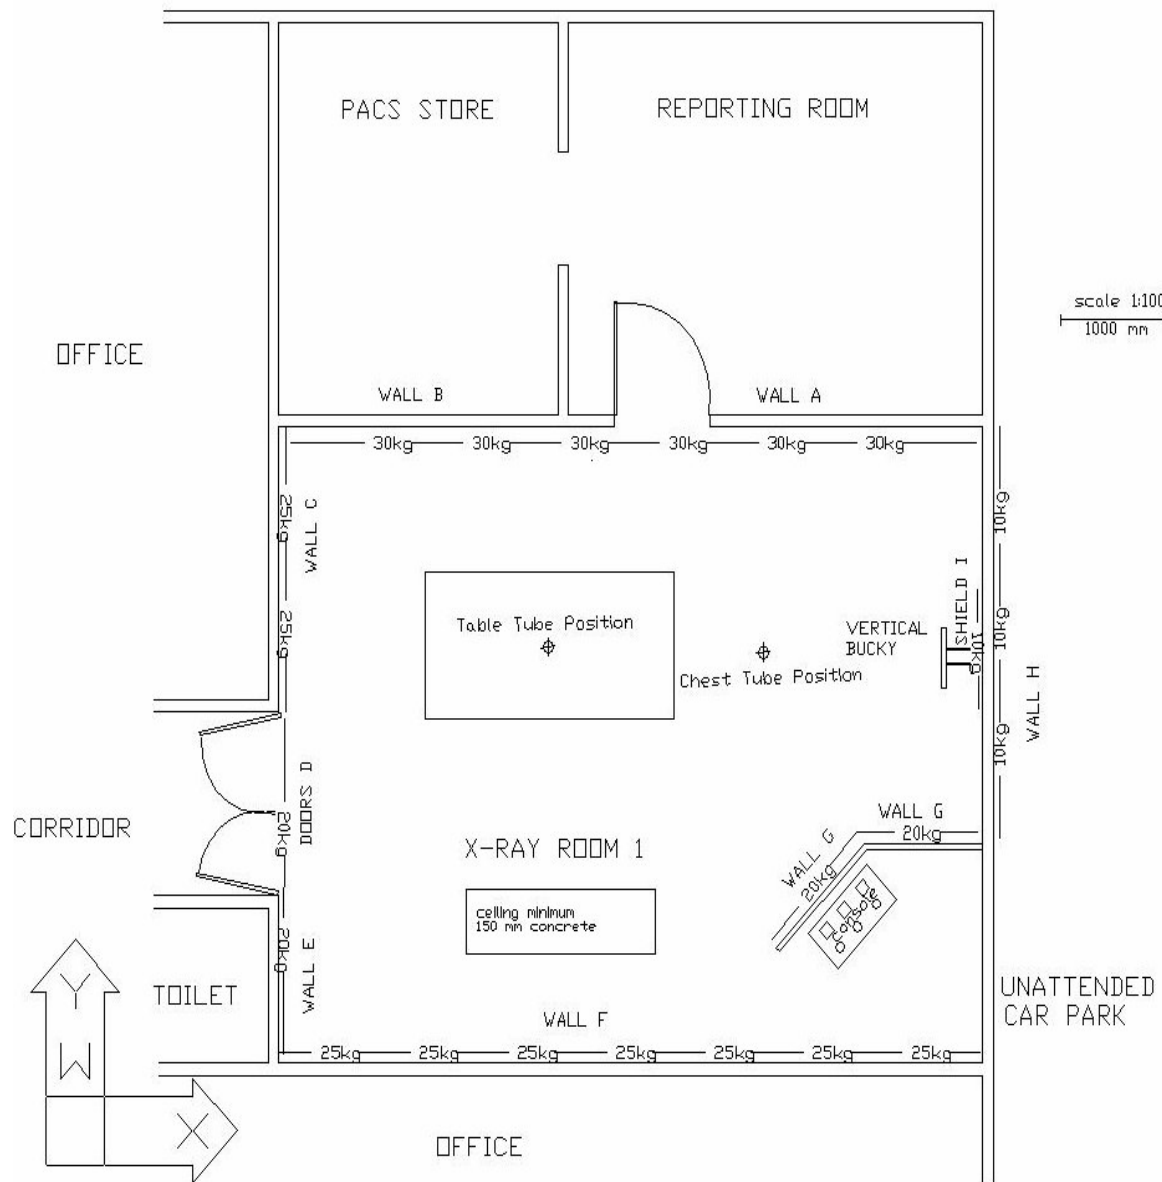 PACS STORE
REPORTING ROOM
scale 1:100
1000 mm
OFFICE
WALL B
WALL A
30kg 30kg 30kg 30kg 30kg 30kg
25kg
25kg
WALL C
10kg
10kg
10kg
SHIELD I
10kg
WALL H
Table Tube Position
VERTICAL
BUCKY
Chest Tube Position
DOORS D
20kg
CORRIDOR
X-RAY ROOM 1
WALL G
20kg
WALL G
20kg
console
ceiling minimum
150 mm concrete
20kg
WALL E
TOILET
UNATTENDED
CAR PARK
WALL F
25kg 25kg 25kg 25kg 25kg 25kg 25kg
Y
W
X
OFFICE